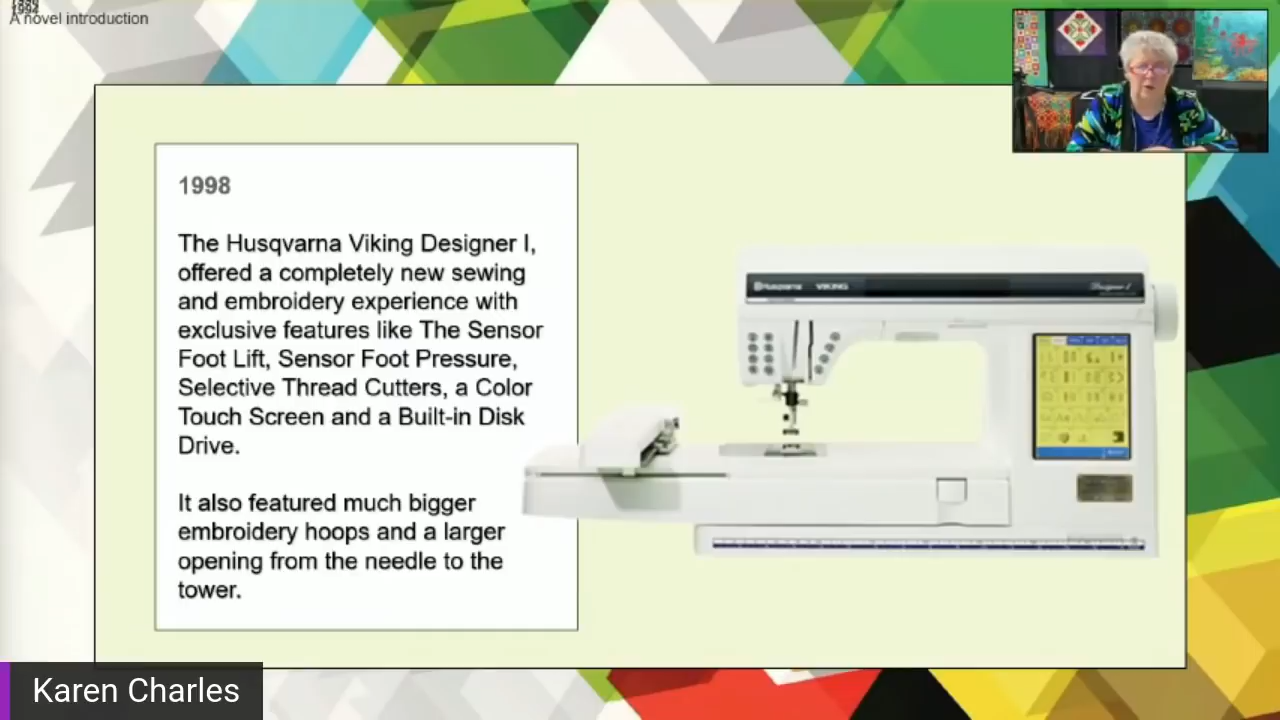 A novel introduction
1998
The Husqvarna Viking Designer I,
offered a completely new sewing
and embroidery experience with
exclusive features like The Sensor
Foot Lift, Sensor Foot Pressure,
Selective Thread Cutters, a Color
Touch Screen and a Built-in Disk
Drive.
It also featured much bigger
embroidery hoops and a larger
opening from the needle to the
tower.
Husqvarna VIKING
Designer I
Karen Charles